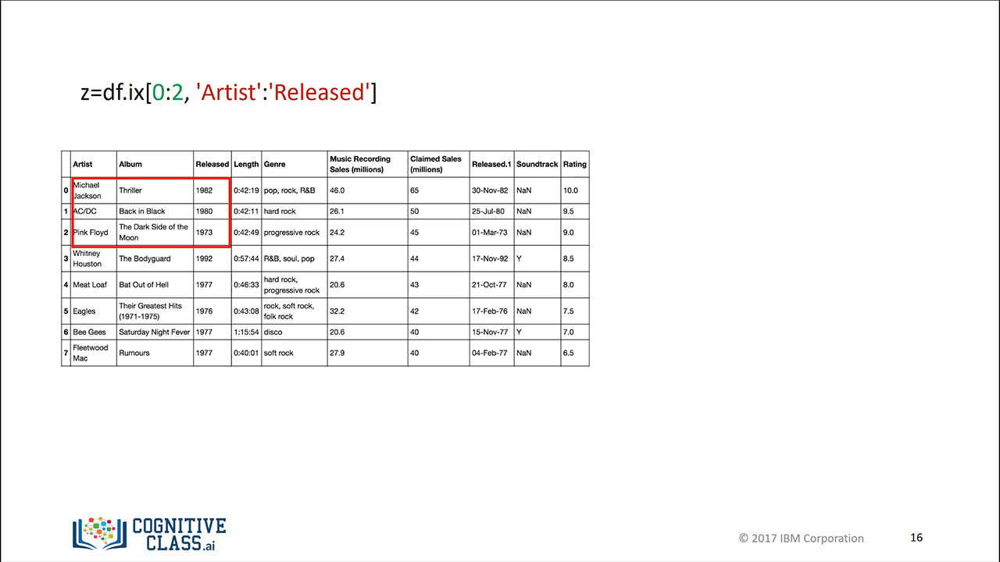 z=df.ix[0:2, 'Artist':'Released']
Artist Album Released Length Genre Music Recording Sales (millions) Claimed Sales (millions) Released.1 Soundtrack Rating
0 Michael Jackson Thriller 1982 0:42:19 pop, rock, R&B 46.0 65 30-Nov-82 NaN 10.0
1 AC/DC Back in Black 1980 0:42:11 hard rock 26.1 50 25-Jul-80 NaN 9.5
2 Pink Floyd The Dark Side of the Moon 1973 0:42:49 progressive rock 24.2 45 01-Mar-73 NaN 9.0
3 Whitney Houston The Bodyguard 1992 0:57:44 R&B, soul, pop 27.4 44 17-Nov-92 Y 8.5
4 Meat Loaf Bat Out of Hell 1977 0:46:33 hard rock, progressive rock 20.6 43 21-Oct-77 NaN 8.0
5 Eagles Their Greatest Hits (1971-1975) 1976 0:43:08 rock, soft rock, folk rock 32.2 42 17-Feb-76 NaN 7.5
6 Bee Gees Saturday Night Fever 1977 1:15:54 disco 20.6 40 15-Nov-77 Y 7.0
7 Fleetwood Mac Rumours 1977 0:40:01 soft rock 27.9 40 04-Feb-77 NaN 6.5
COGNITIVE
CLASS.ai
© 2017 IBM Corporation 16